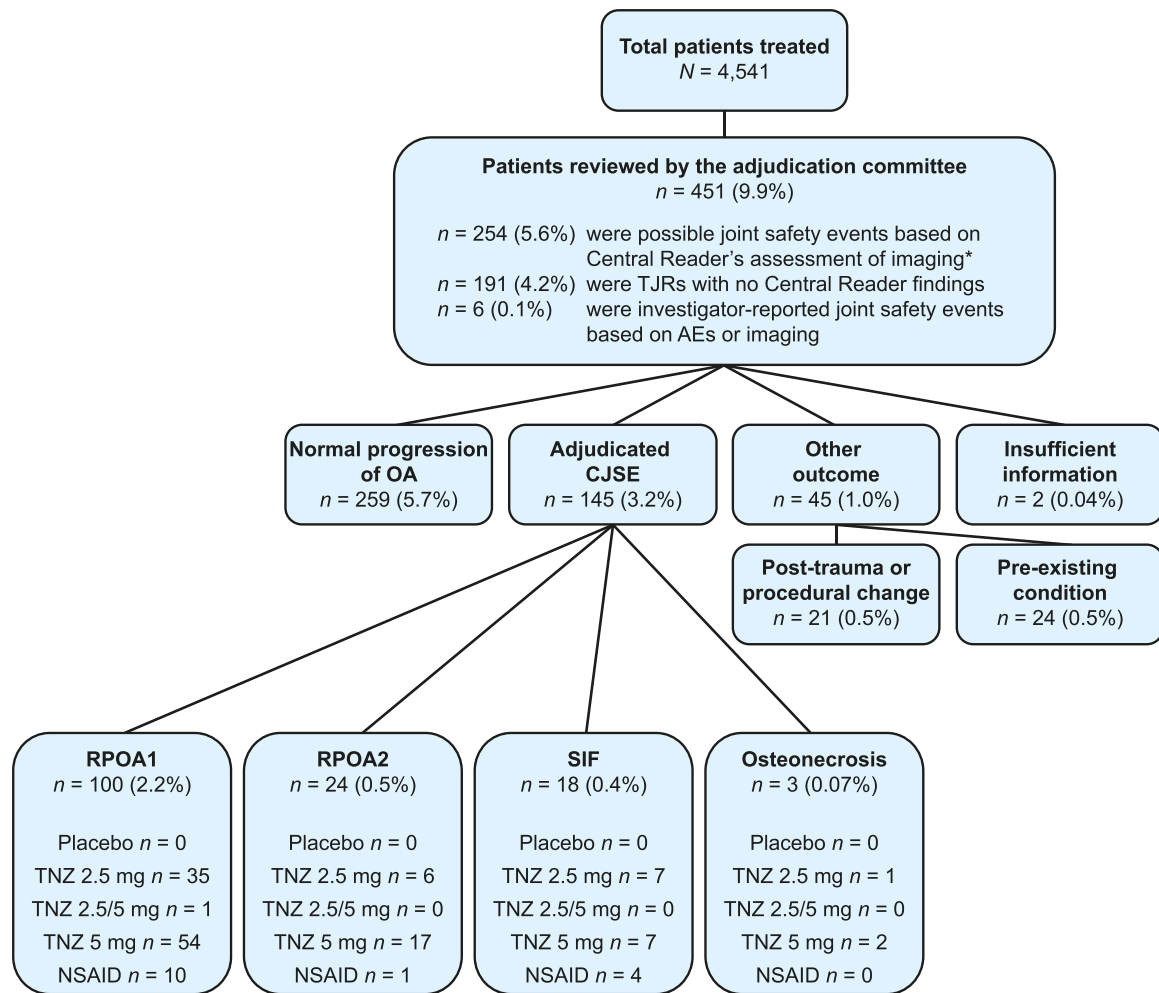 Total patients treated
N = 4,541
Patients reviewed by the adjudication committee
n = 451 (9.9%)
n = 254 (5.6%) were possible joint safety events based on
Central Reader’s assessment of imaging*
n = 191 (4.2%) were TJRs with no Central Reader findings
n = 6 (0.1%) were investigator-reported joint safety events
based on AEs or imaging
Normal progression
of OA
n = 259 (5.7%)
Adjudicated
CJSE
n = 145 (3.2%)
Other
outcome
n = 45 (1.0%)
Insufficient
information
n = 2 (0.04%)
Post-trauma or
procedural change
n = 21 (0.5%)
Pre-existing
condition
n = 24 (0.5%)
RPOA1
n = 100 (2.2%)
Placebo n = 0
TNZ 2.5 mg n = 35
TNZ 2.5/5 mg n = 1
TNZ 5 mg n = 54
NSAID n = 10
RPOA2
n = 24 (0.5%)
Placebo n = 0
TNZ 2.5 mg n = 6
TNZ 2.5/5 mg n = 0
TNZ 5 mg n = 17
NSAID n = 1
SIF
n = 18 (0.4%)
Placebo n = 0
TNZ 2.5 mg n = 7
TNZ 2.5/5 mg n = 0
TNZ 5 mg n = 7
NSAID n = 4
Osteonecrosis
n = 3 (0.07%)
Placebo n = 0
TNZ 2.5 mg n = 1
TNZ 2.5/5 mg n = 0
TNZ 5 mg n = 2
NSAID n = 0